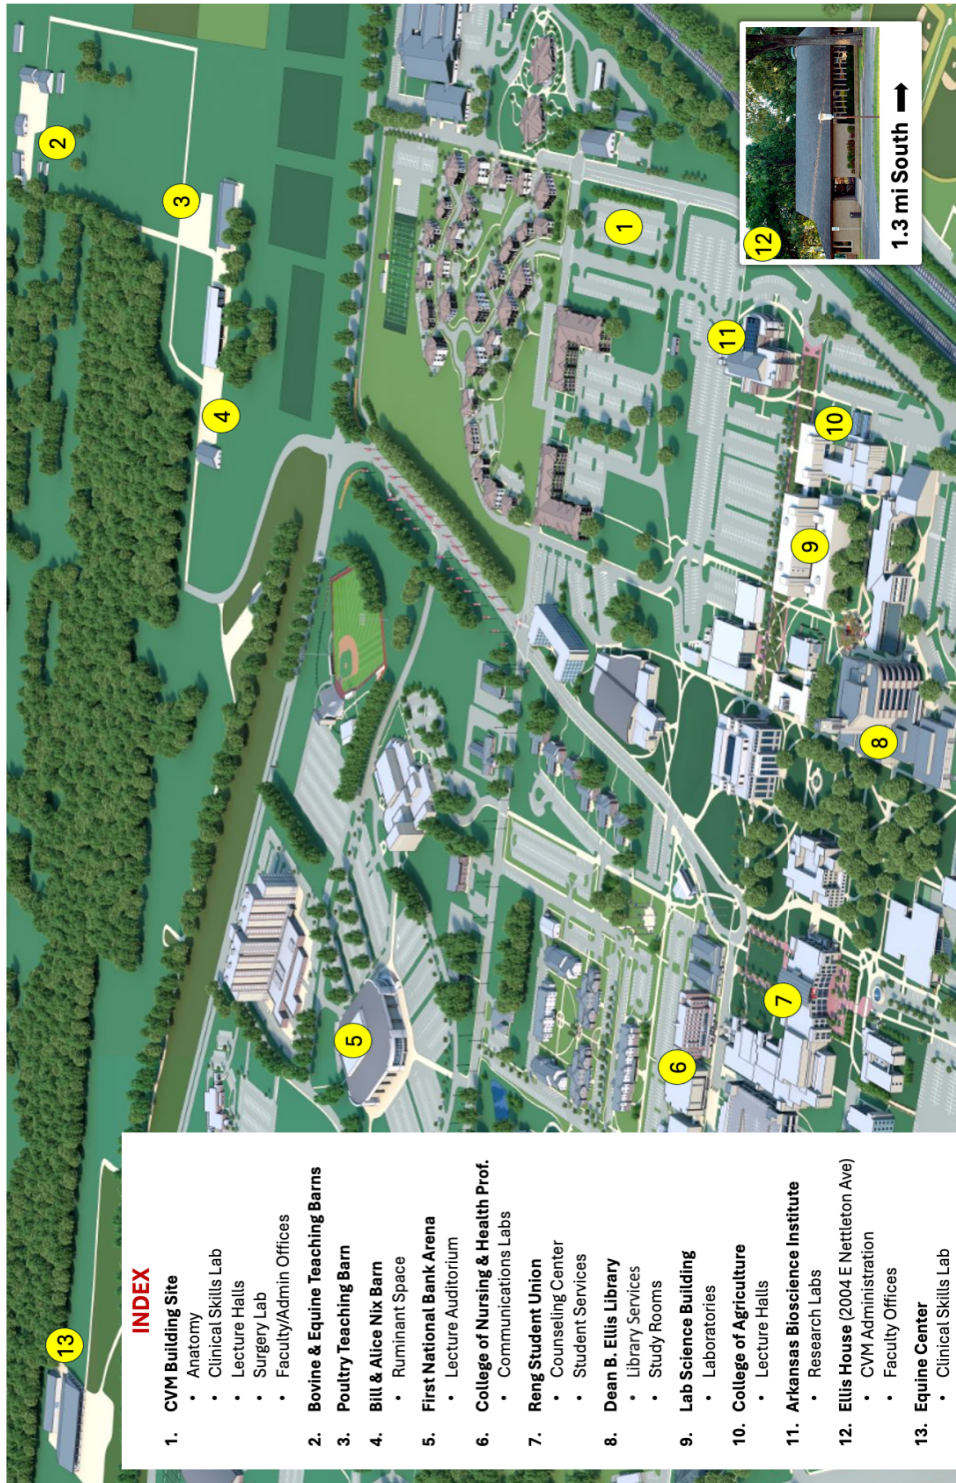 INDEX
1. CVM Building Site
• Anatomy
• Clinical Skills Lab
• Lecture Halls
• Surgery Lab
• Faculty/Admin Offices
2. Bovine & Equine Teaching Barns
3. Poultry Teaching Barn
4. Bill & Alice Nix Barn
• Ruminant Space
5. First National Bank Arena
• Lecture Auditorium
6. College of Nursing & Health Prof.
• Communications Labs
7. Reng Student Union
• Counseling Center
• Student Services
8. Dean B. Ellis Library
• Library Services
• Study Rooms
9. Lab Science Building
• Laboratories
10. College of Agriculture
• Lecture Halls
11. Arkansas Bioscience Institute
• Research Labs
12. Ellis House (2004 E Nettleton Ave)
• CVM Administration
• Faculty Offices
13. Equine Center
• Clinical Skills Lab
13
5
6
7
8
4
9
10
3
11
2
1
12
1.3 mi South